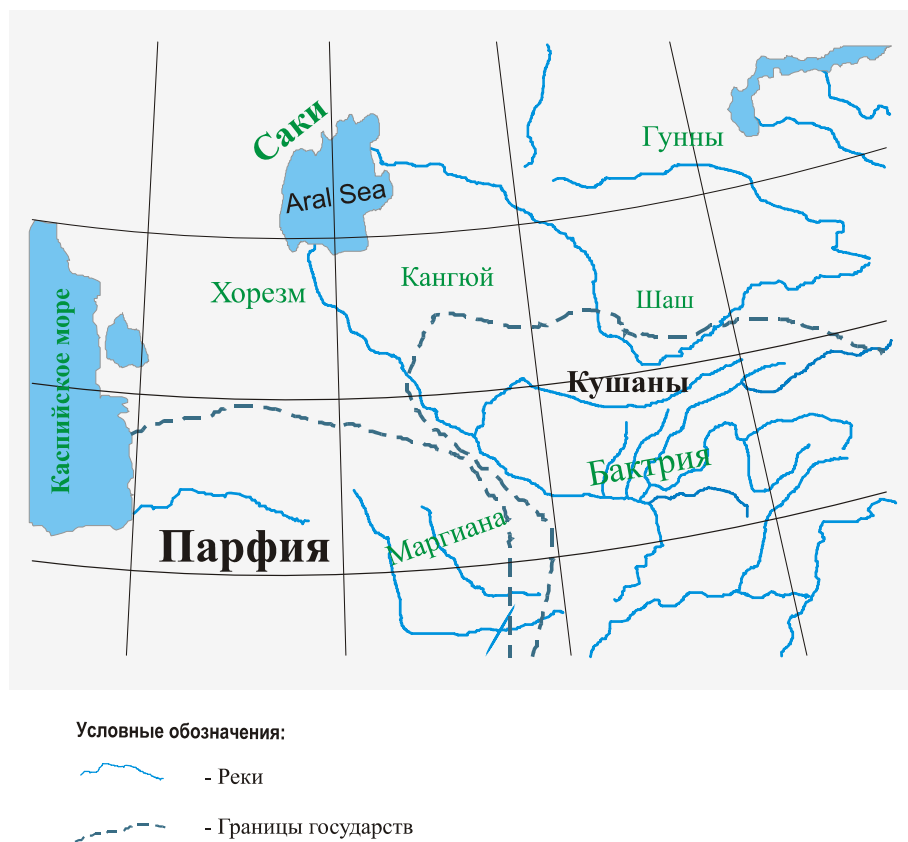 Саки
Гунны
Aral Sea
Хорезм
Кангюй
Шаш
Каспийское море
Кушаны
Бактрия
Парфия
Маргиана
Условные обозначения:
- Реки
- Границы государств